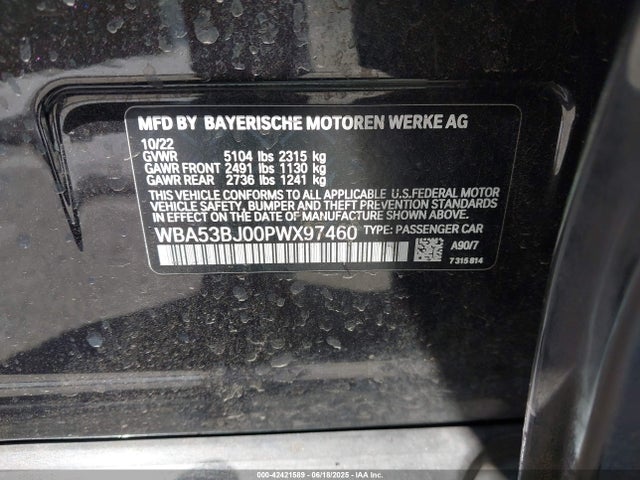 MFD BY BAYERISCHE MOTOREN WERKE AG
10/22
GVWR 5104 lbs 2315 kg
GAWR FRONT 2491 lbs 1130 kg
GAWR REAR 2736 lbs 1241 kg
THIS VEHICLE CONFORMS TO ALL APPLICABLE U.S.FEDERAL MOTOR
VEHICLE SAFETY, BUMPER AND THEFT PREVENTION STANDARDS
IN EFFECT ON THE DATE OF MANUFACTURE SHOWN ABOVE.
WBA53BJ00PWX97460 TYPE: PASSENGER CAR
A90/7
7 315 814
000-42421589 - 06/18/2025 - IAA Inc.